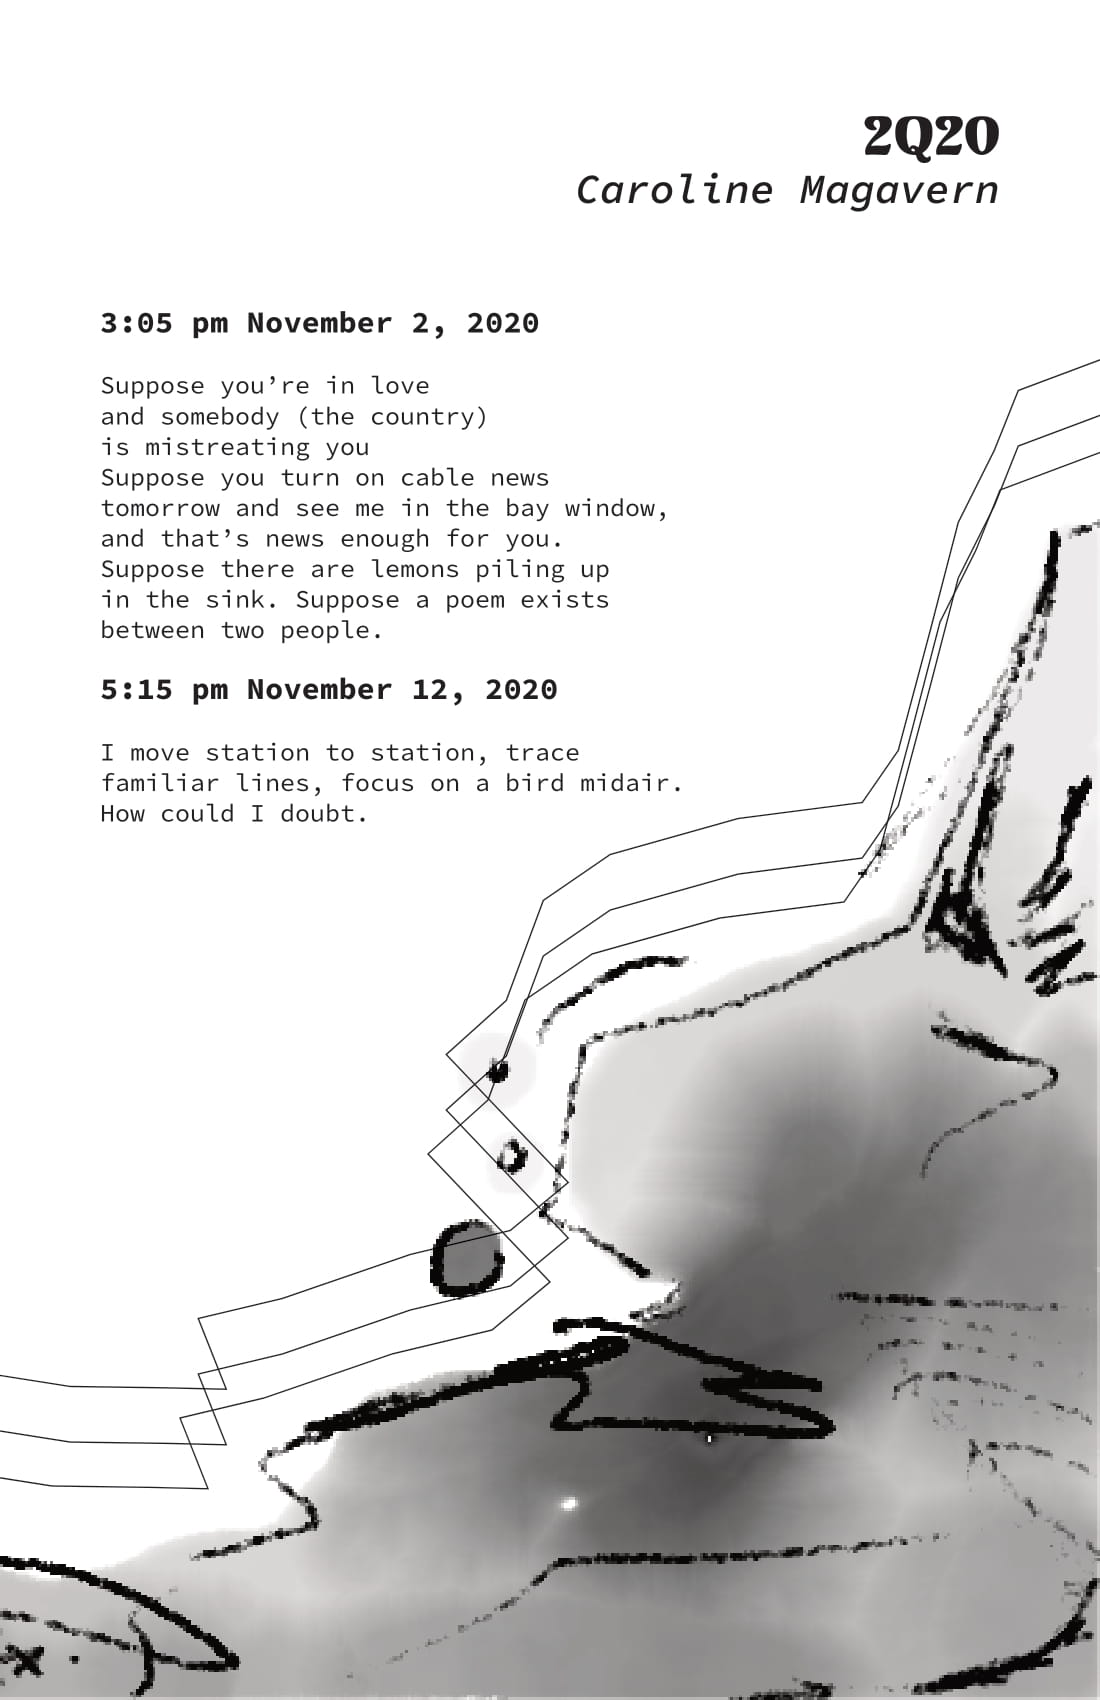 2Q20
Caroline Magavern
3:05 pm November 2, 2020
Suppose you’re in love
and somebody (the country)
is mistreating you
Suppose you turn on cable news
tomorrow and see me in the bay window,
and that’s news enough for you.
Suppose there are lemons piling up
in the sink. Suppose a poem exists
between two people.
5:15 pm November 12, 2020
I move station to station, trace
familiar lines, focus on a bird midair.
How could I doubt.